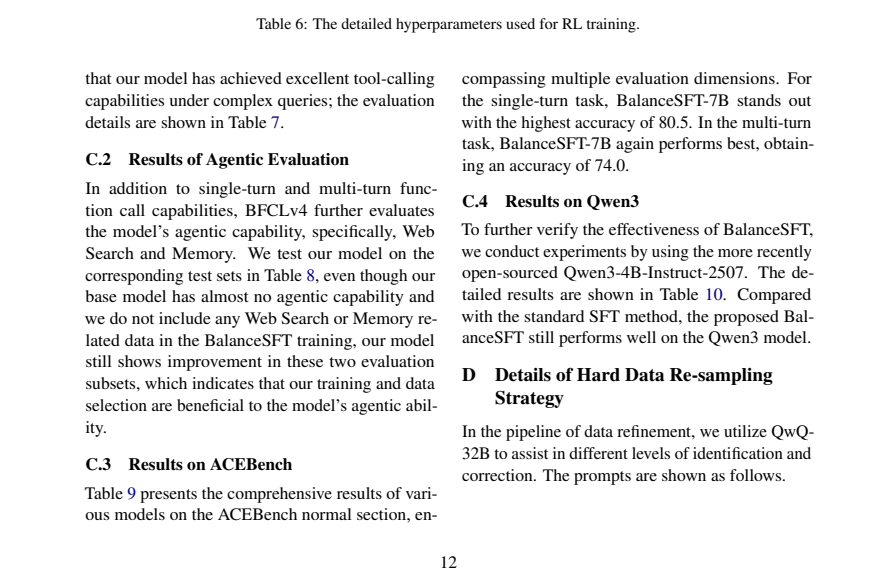 Table 6: The detailed hyperparameters used for RL training.
that our model has achieved excellent tool-calling
capabilities under complex queries; the evaluation
details are shown in Table 7.
C.2 Results of Agentic Evaluation
In addition to single-turn and multi-turn func-
tion call capabilities, BFCLv4 further evaluates
the model's agentic capability, specifically, Web
Search and Memory. We test our model on the
corresponding test sets in Table 8, even though our
base model has almost no agentic capability and
we do not include any Web Search or Memory re-
lated data in the BalanceSFT training, our model
still shows improvement in these two evaluation
subsets, which indicates that our training and data
selection are beneficial to the model's agentic abil-
ity.
C.3 Results on ACEBench
Table 9 presents the comprehensive results of vari-
ous models on the ACEBench normal section, en-
compassing multiple evaluation dimensions. For
the single-turn task, BalanceSFT-7B stands out
with the highest accuracy of 80.5. In the multi-turn
task, BalanceSFT-7B again performs best, obtain-
ing an accuracy of 74.0.
C.4 Results on Qwen3
To further verify the effectiveness of BalanceSFT,
we conduct experiments by using the more recently
open-sourced Qwen3-4B-Instruct-2507. The de-
tailed results are shown in Table 10. Compared
with the standard SFT method, the proposed Bal-
anceSFT still performs well on the Qwen3 model.
D Details of Hard Data Re-sampling
Strategy
In the pipeline of data refinement, we utilize QwQ-
32B to assist in different levels of identification and
correction. The prompts are shown as follows.
12